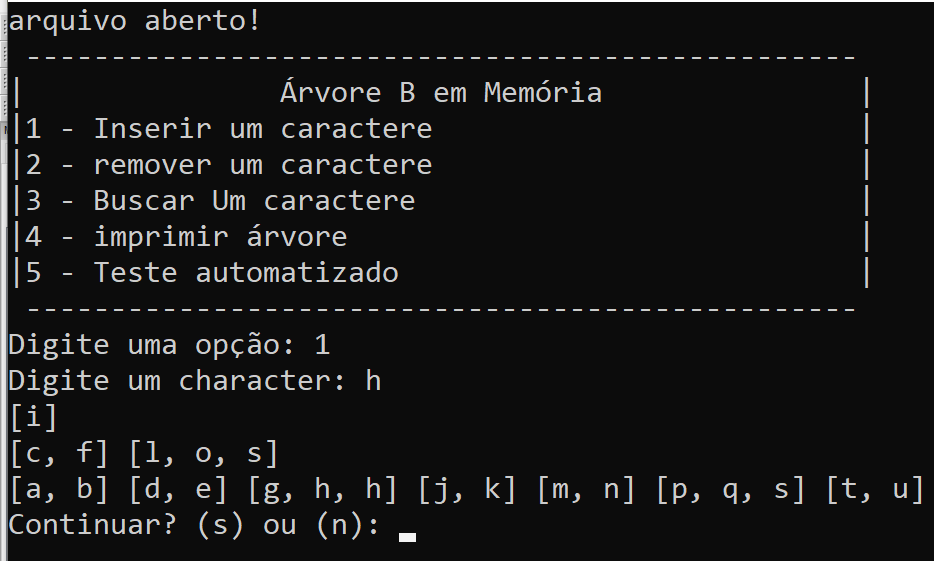 arquivo aberto!
-------------------------------------------------
| Árvore B em Memória |
|1 - Inserir um caractere |
|2 - remover um caractere |
|3 - Buscar Um caractere |
|4 - imprimir árvore |
|5 - Teste automatizado |
-------------------------------------------------
Digite uma opção: 1
Digite um character: h
[i]
[c, f] [l, o, s]
[a, b] [d, e] [g, h, h] [j, k] [m, n] [p, q, s] [t, u]
Continuar? (s) ou (n):